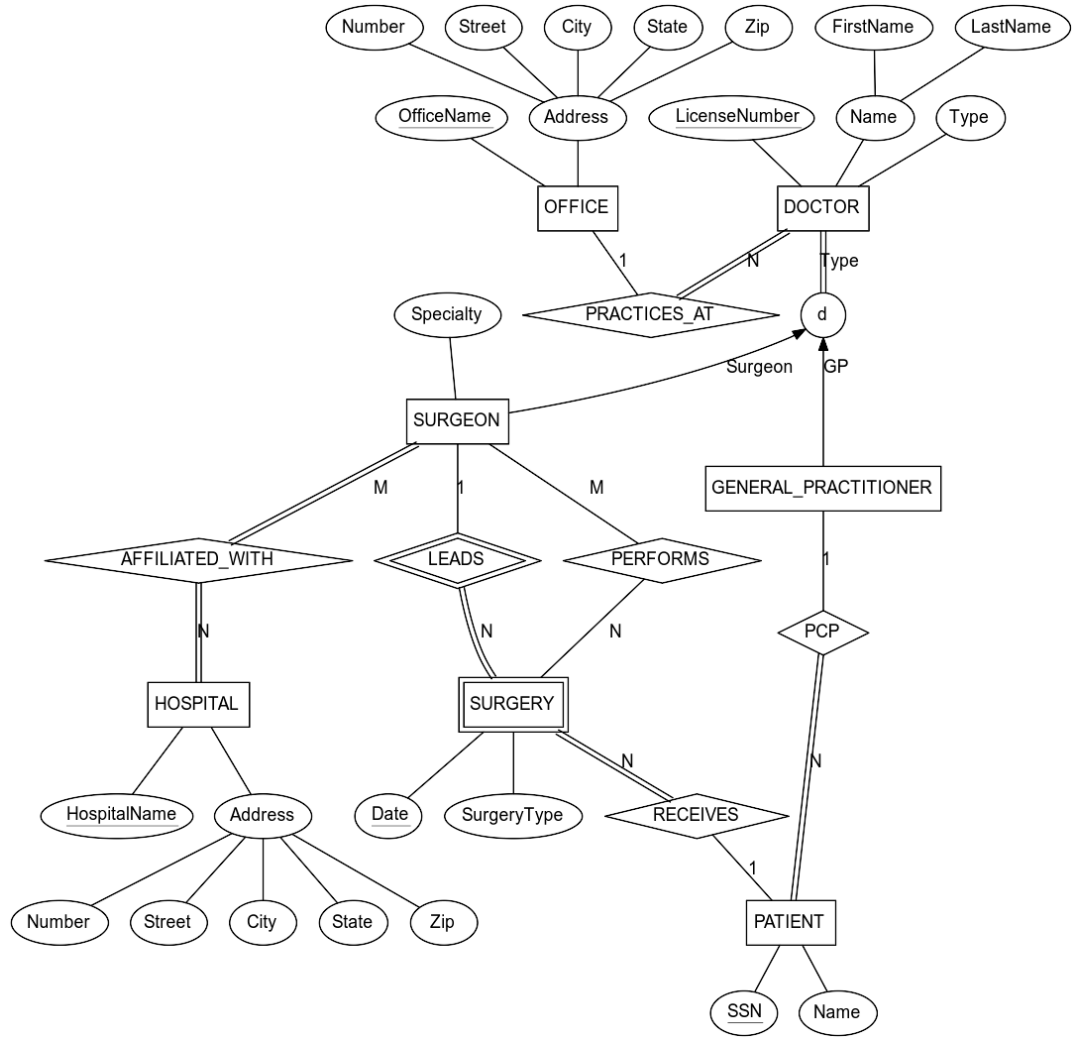 Number
Street
City
State
Zip
FirstName
LastName
OfficeName
Address
LicenseNumber
Name
Type
OFFICE
DOCTOR
1
N
Type
Specialty
PRACTICES_AT
d
Surgeon
GP
SURGEON
GENERAL_PRACTITIONER
M
1
M
AFFILIATED_WITH
LEADS
PERFORMS
1
N
N
N
PCP
HOSPITAL
SURGERY
N
N
HospitalName
Address
Date
SurgeryType
RECEIVES
1
Number
Street
City
State
Zip
PATIENT
SSN
Name